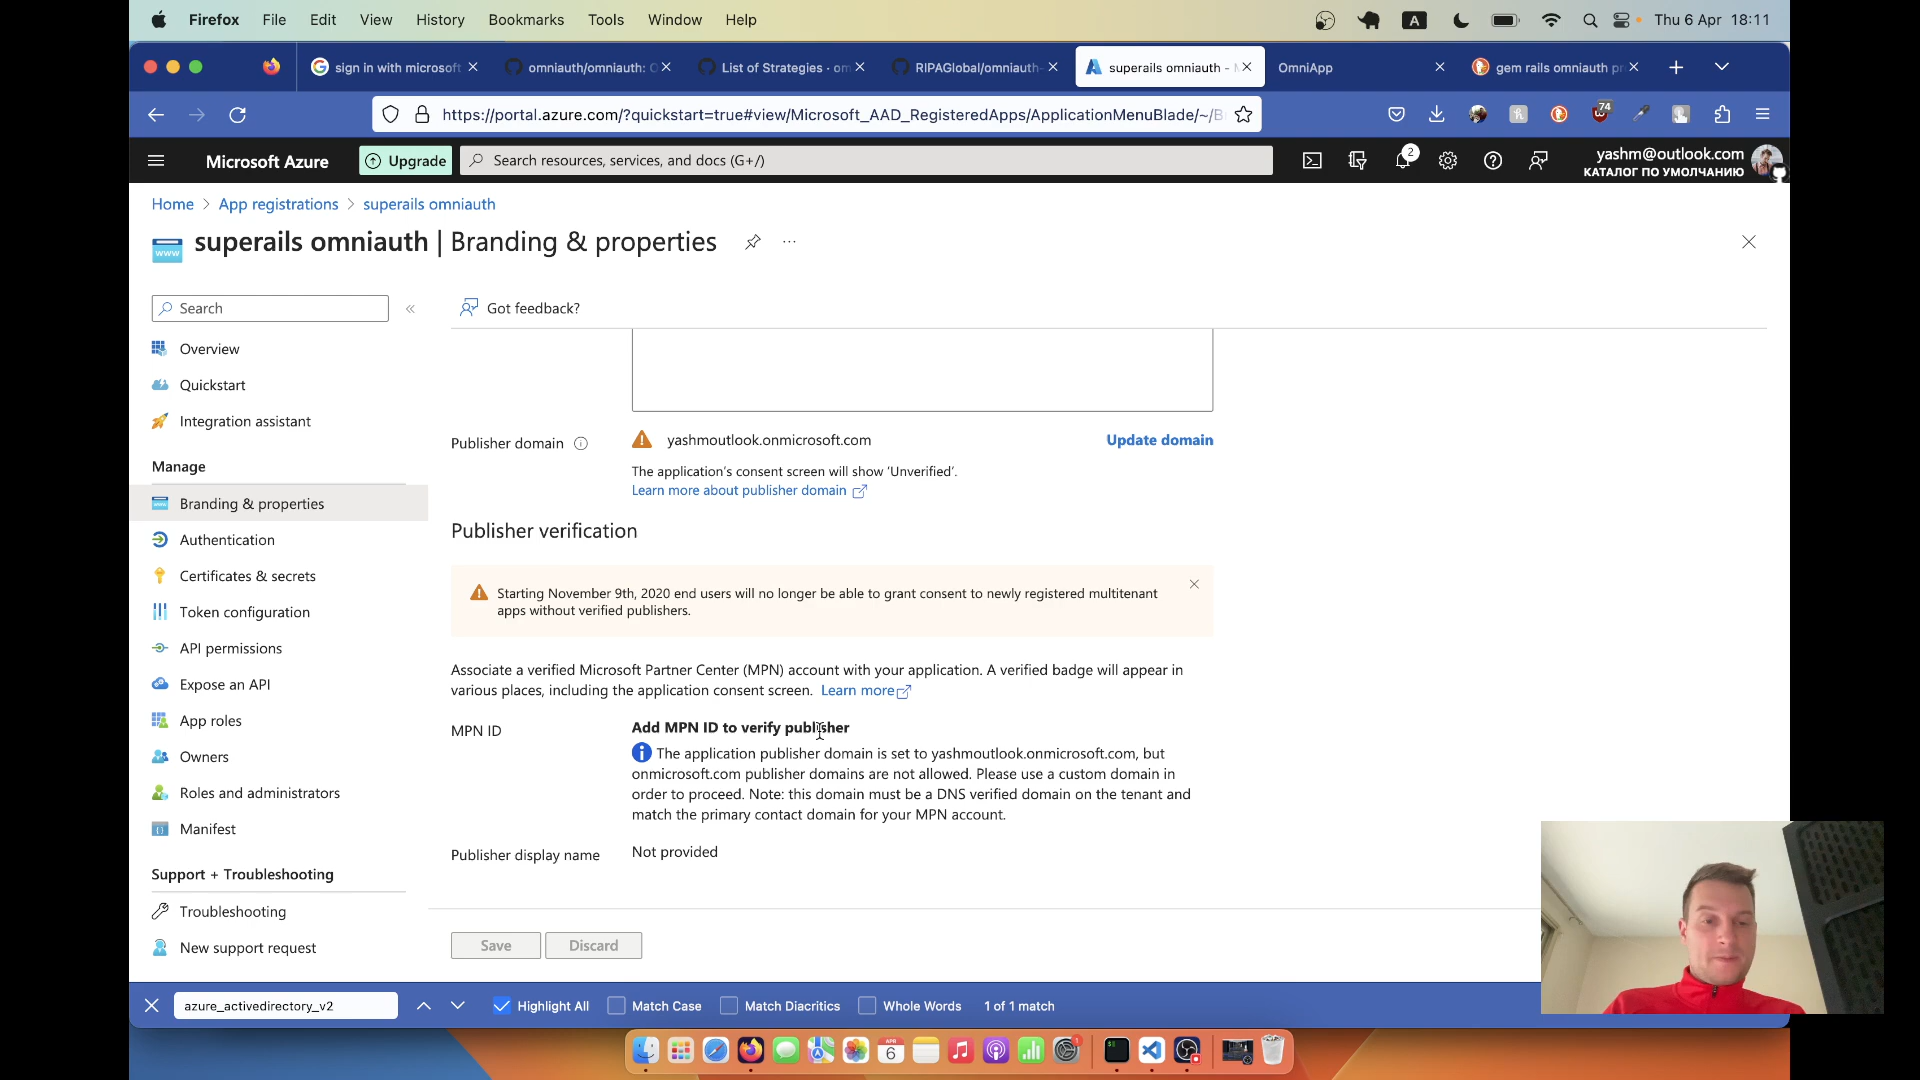 Firefox File Edit View History Bookmarks Tools Window Help A Thu 6 Apr 18:11
sign in with microsoft omniauth/omniauth: O List of Strategies · om RIPAGlobal/omniauth- superails omniauth - M OmniApp gem rails omniauth pr
https://portal.azure.com/?quickstart=true#view/Microsoft_AAD_RegisteredApps/ApplicationMenuBlade/~/B 74
Microsoft Azure Upgrade Search resources, services, and docs (G+/) 2 yashm@outlook.com
КАТАЛОГ ПО УМОЛЧАНИЮ
Home > App registrations > superails omniauth
superails omniauth | Branding & properties
www
Search
Got feedback?
Overview
Quickstart
Integration assistant
Manage
Branding & properties
Authentication
Certificates & secrets
Token configuration
API permissions
Expose an API
App roles
Owners
Roles and administrators
Manifest
Support + Troubleshooting
Troubleshooting
New support request
Publisher domain yashmoutlook.onmicrosoft.com Update domain
The application's consent screen will show 'Unverified'.
Learn more about publisher domain
Publisher verification
Starting November 9th, 2020 end users will no longer be able to grant consent to newly registered multitenant
apps without verified publishers.
Associate a verified Microsoft Partner Center (MPN) account with your application. A verified badge will appear in
various places, including the application consent screen. Learn more
MPN ID Add MPN ID to verify publisher
The application publisher domain is set to yashmoutlook.onmicrosoft.com, but
onmicrosoft.com publisher domains are not allowed. Please use a custom domain in
order to proceed. Note: this domain must be a DNS verified domain on the tenant and
match the primary contact domain for your MPN account.
Publisher display name Not provided
Save Discard
azure_activedirectory_v2 Highlight All Match Case Match Diacritics Whole Words 1 of 1 match
APR
6